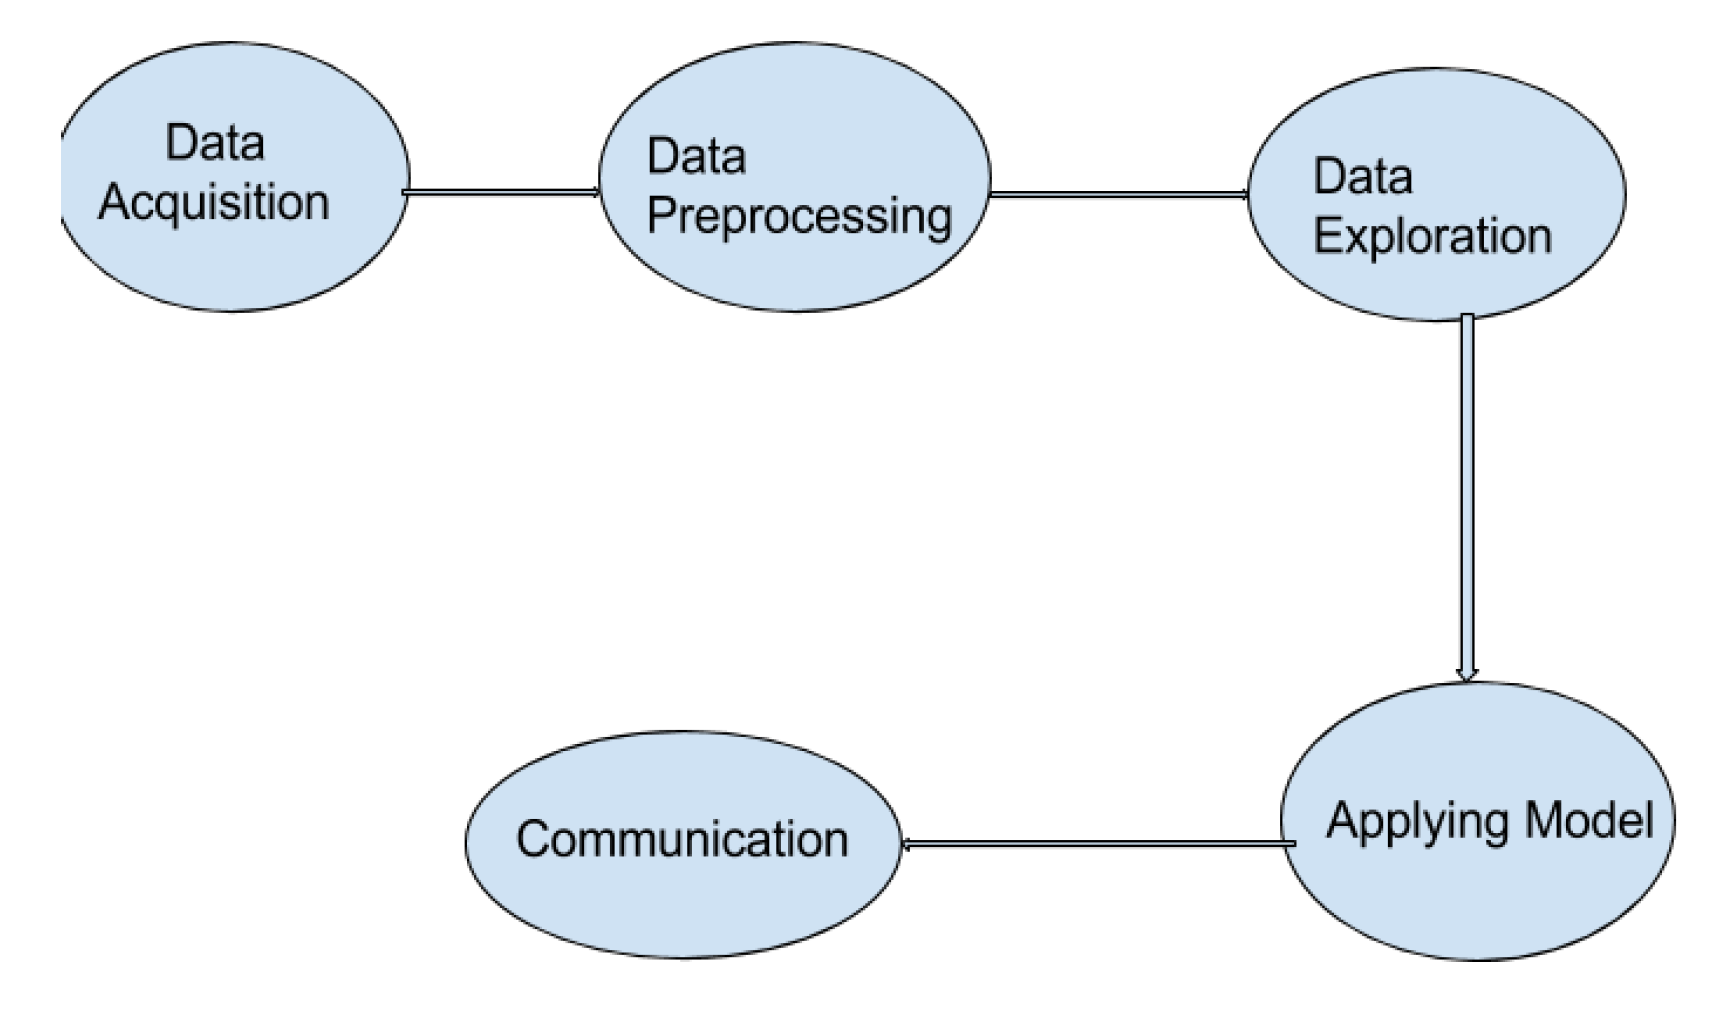 Data
Acquisition
Data
Preprocessing
Data
Exploration
Applying Model
Communication